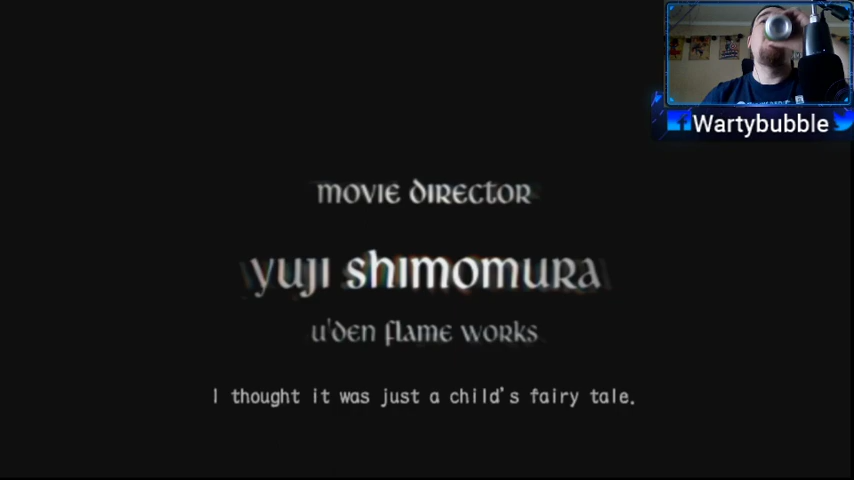 Wartybubble
movie director
yuji shimomura
u'den flame works
I thought it was just a child's fairy tale.